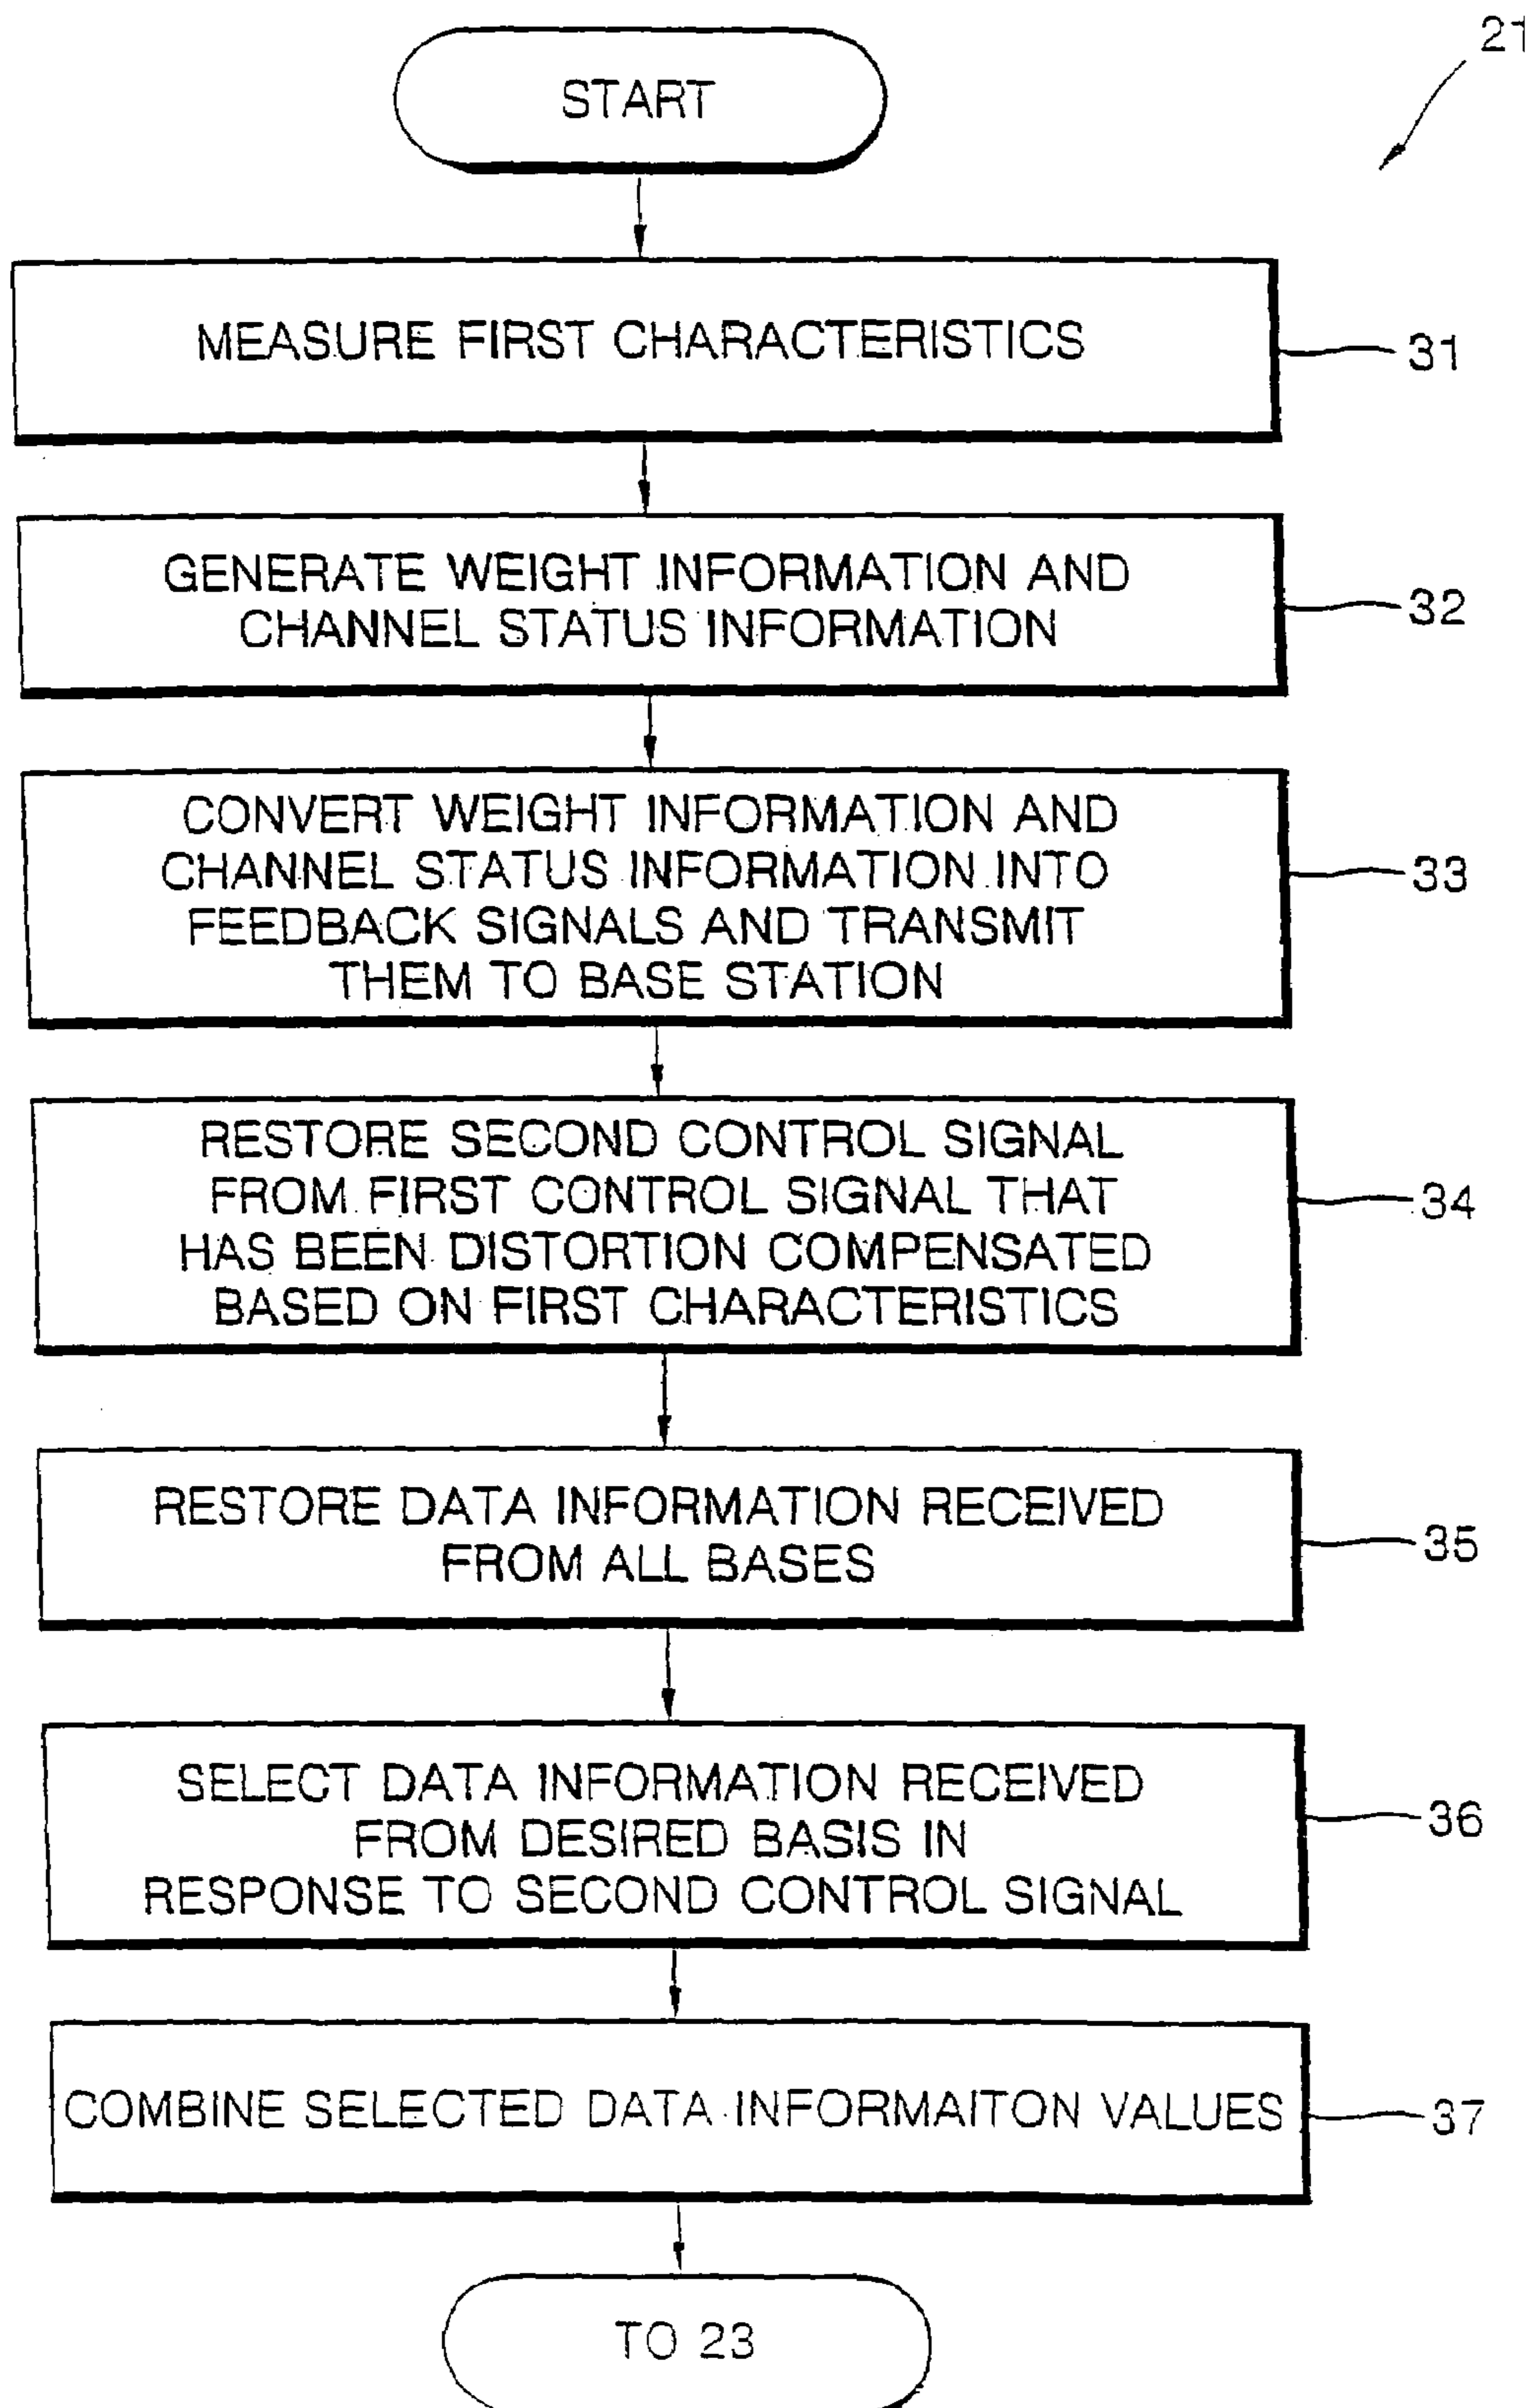 21
START
MEASURE FIRST CHARACTERISTICS
31
GENERATE WEIGHT INFORMATION AND
CHANNEL STATUS INFORMATION
32
CONVERT WEIGHT INFORMATION AND
CHANNEL STATUS INFORMATION INTO
FEEDBACK SIGNALS AND TRANSMIT
THEM TO BASE STATION
33
RESTORE SECOND CONTROL SIGNAL
FROM FIRST CONTROL SIGNAL THAT
HAS BEEN DISTORTION COMPENSATED
BASED ON FIRST CHARACTERISTICS
34
RESTORE DATA INFORMATION RECEIVED
FROM ALL BASES
35
SELECT DATA INFORMATION RECEIVED
FROM DESIRED BASIS IN
RESPONSE TO SECOND CONTROL SIGNAL
36
COMBINE SELECTED DATA INFORMAITON VALUES
37
TO 23